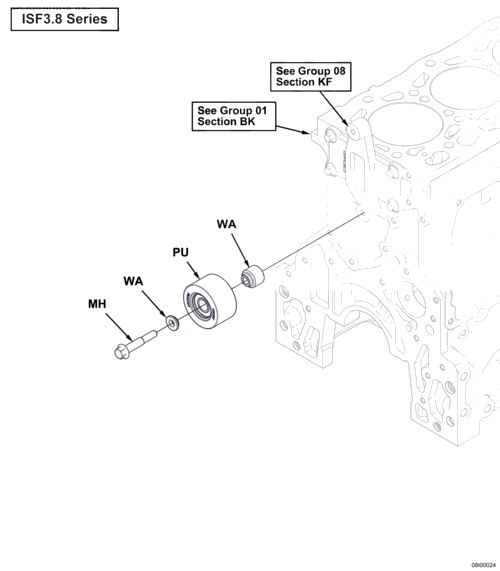 ISF3.8 Series
See Group 08
Section KF
See Group 01
Section BK
WA
PU
WA
MH
08i00024